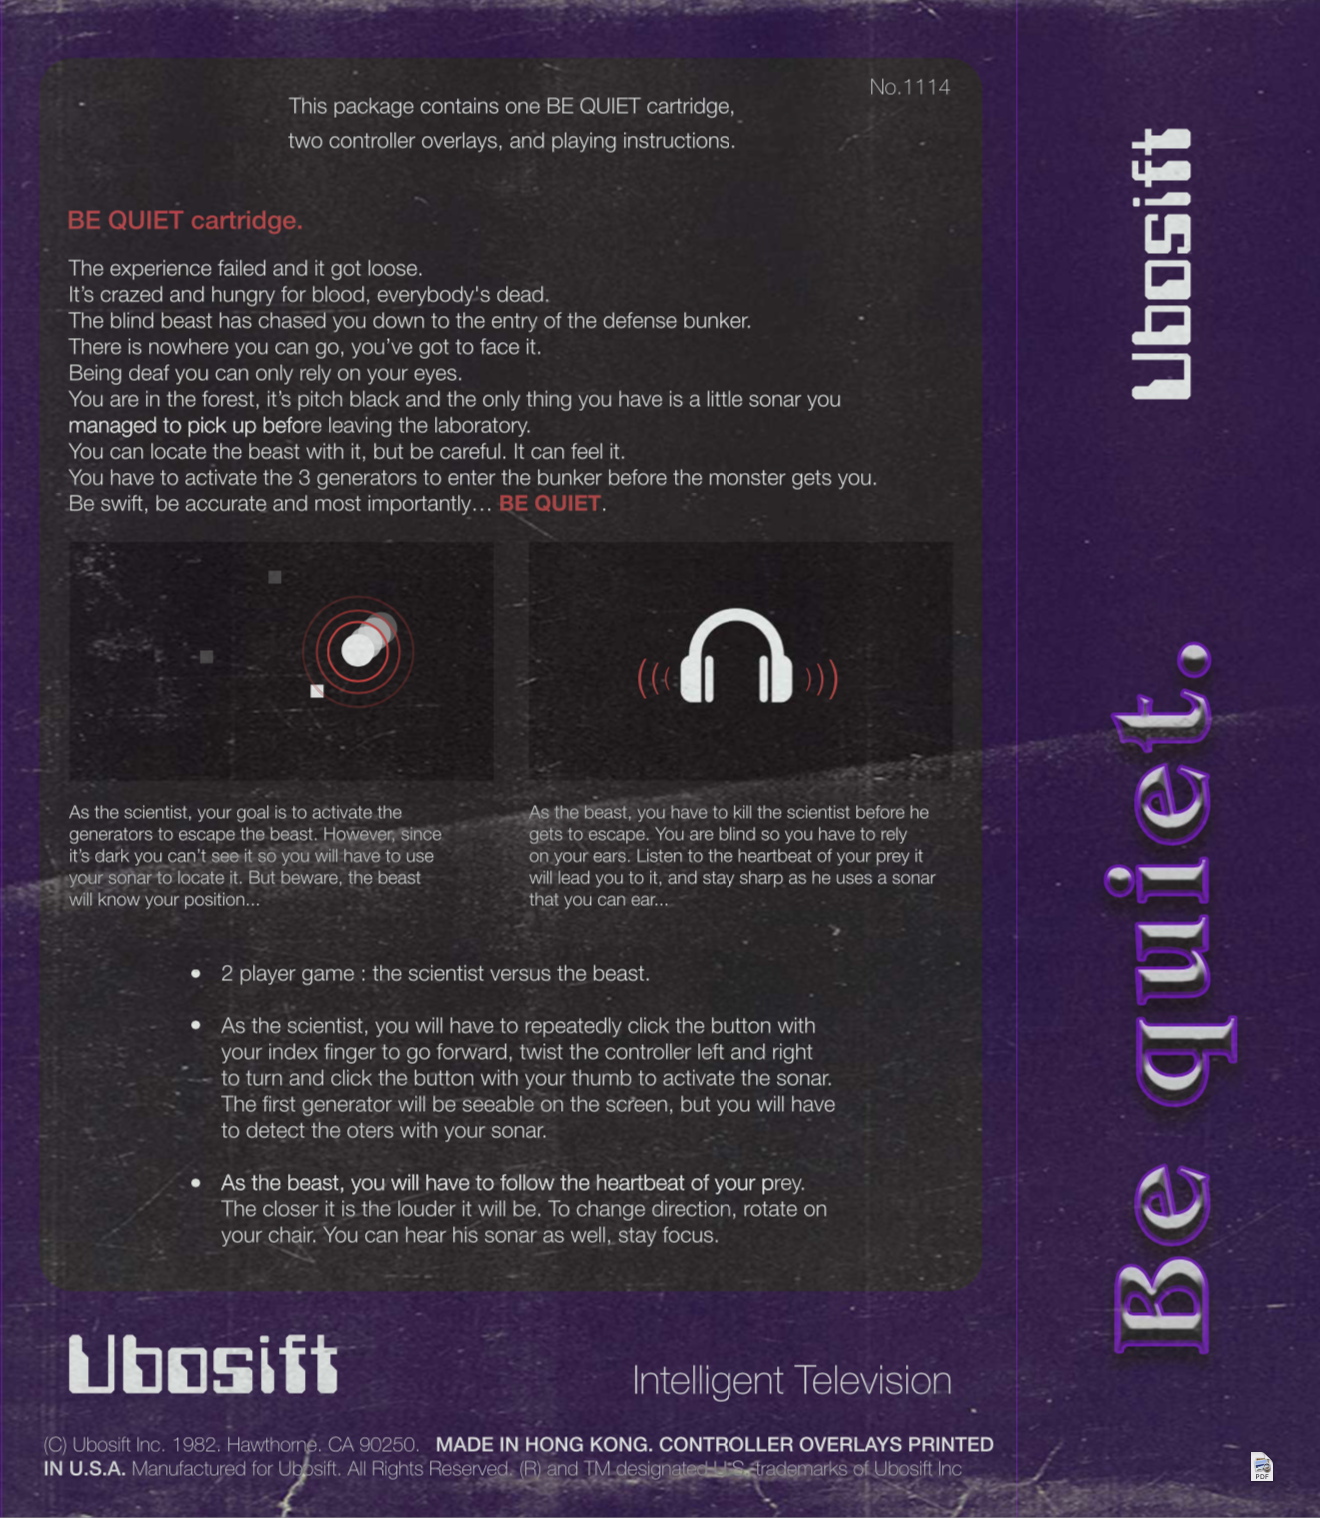 No.1114
This package contains one BE QUIET cartridge,
two controller overlays, and playing instructions.
BE QUIET cartridge.
The experience failed and it got loose.
It's crazed and hungry for blood, everybody's dead.
The blind beast has chased you down to the entry of the defense bunker.
There is nowhere you can go, you've got to face it.
Being deaf you can only rely on your eyes.
You are in the forest, it's pitch black and the only thing you have is a little sonar you
managed to pick up before leaving the laboratory.
You can locate the beast with it, but be careful. It can feel it.
You have to activate the 3 generators to enter the bunker before the monster gets you.
Be swift, be accurate and most importantly... BE QUIET.
As the scientist, your goal is to activate the
generators to escape the beast. However, since
it's dark you can't see it so you will have to use
your sonar to locate it. But beware, the beast
will know your position...
As the beast, you have to kill the scientist before he
gets to escape. You are blind so you have to rely
on your ears. Listen to the heartbeat of your prey it
will lead you to it, and stay sharp as he uses a sonar
that you can ear...
• 2 player game : the scientist versus the beast.
• As the scientist, you will have to repeatedly click the button with
your index finger to go forward, twist the controller left and right
to turn and click the button with your thumb to activate the sonar.
The first generator will be seeable on the screen, but you will have
to detect the oters with your sonar.
• As the beast, you will have to follow the heartbeat of your prey.
The closer it is the louder it will be. To change direction, rotate on
your chair. You can hear his sonar as well, stay focus.
Ubosift
Intelligent Television
(C) Ubosift Inc. 1982. Hawthorne. CA 90250. MADE IN HONG KONG. CONTROLLER OVERLAYS PRINTED
IN U.S.A. Manufactured for Ubosift. All Rights Reserved. (R) and TM designated U.S. trademarks of Ubosift Inc
Ubosift
Be quiet.
PDF